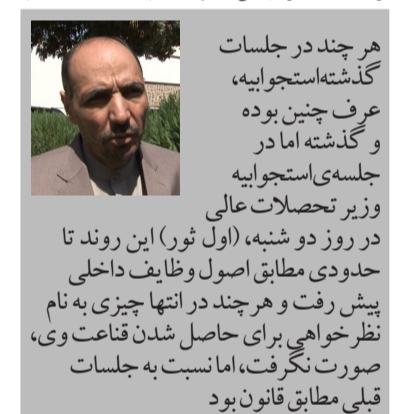 هر چند در جلسات
گذشته‌استجوابیه،
عرف چنین بوده
و گذشته اما در
جلسه‌ی‌استجوابیه
وزیر تحصلات عالی
در روز دو شنبه، (اول ثور) این روند تا
حدودی مطابق اصول وظایف داخلی
پیش رفت و هر چند در انتها چیزی به نام
نظرخواهی برای حاصل شدن قناعت وی،
صورت نگرفت، اما نسبت به جلسات
قبلی مطابق قانون بود